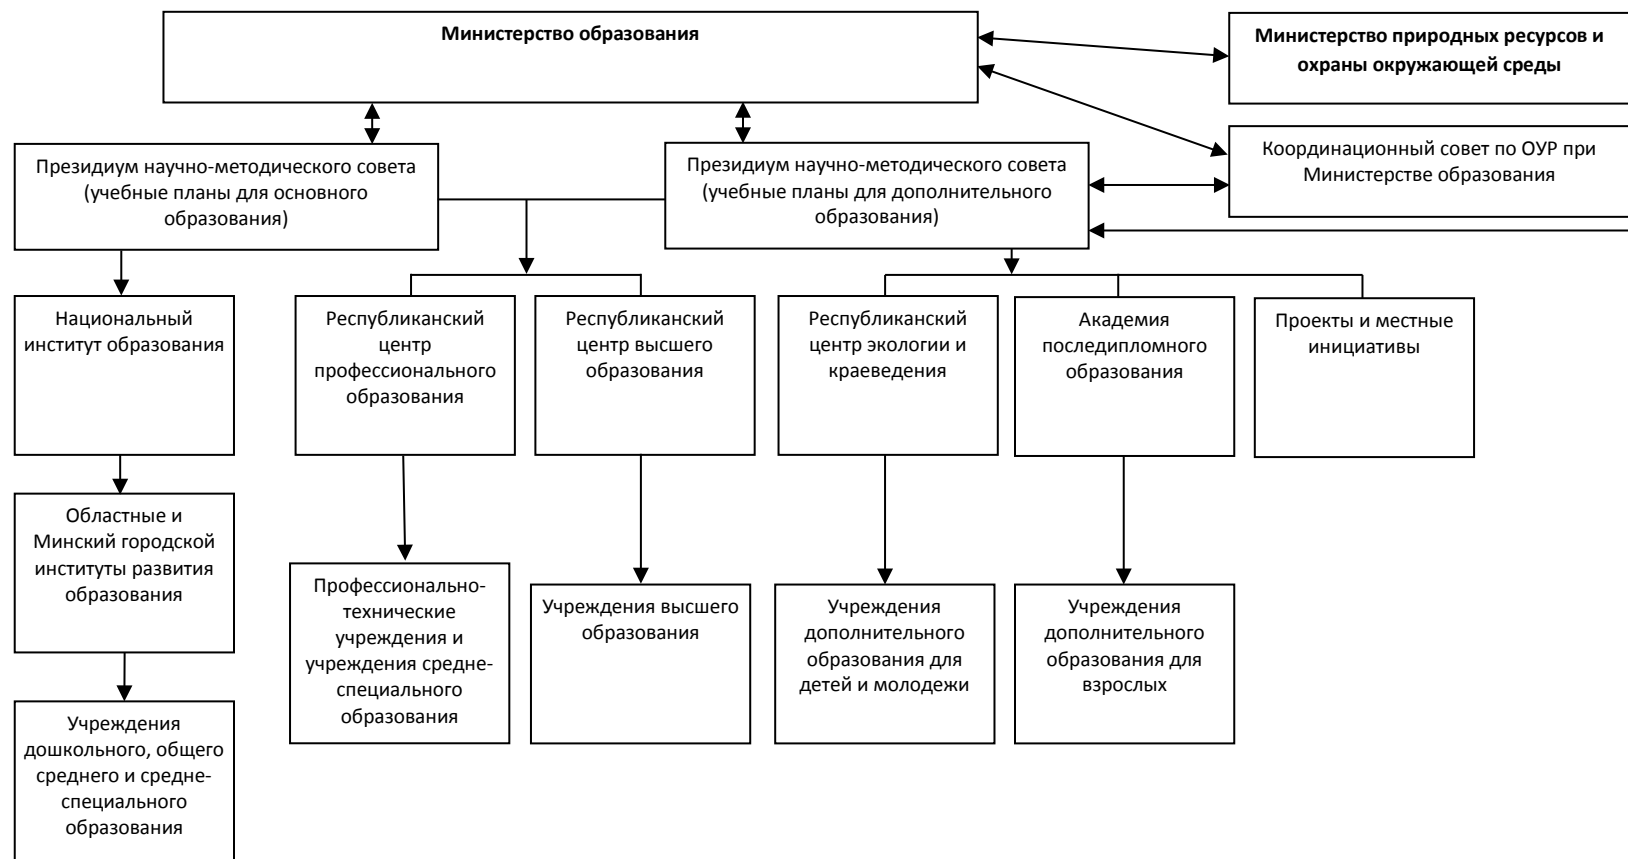 Министерство образования
Министерство природных ресурсов и
охраны окружающей среды
Президиум научно-методического совета
(учебные планы для основного
образования)
Президиум научно-методического совета
(учебные планы для дополнительного
образования)
Координационный совет по ОУР при
Министерстве образования
Национальный
институт образования
Республиканский
центр
профессионального
образования
Республиканский
центр высшего
образования
Республиканский
центр экологии и
краеведения
Академия
последипломного
образования
Проекты и местные
инициативы
Областные и
Минский городской
институты развития
образования
Профессионально-
технические
учреждения и
учреждения средне-
специального
образования
Учреждения высшего
образования
Учреждения
дополнительного
образования для
детей и молодежи
Учреждения
дополнительного
образования для
взрослых
Учреждения
дошкольного, общего
среднего и средне-
специального
образования